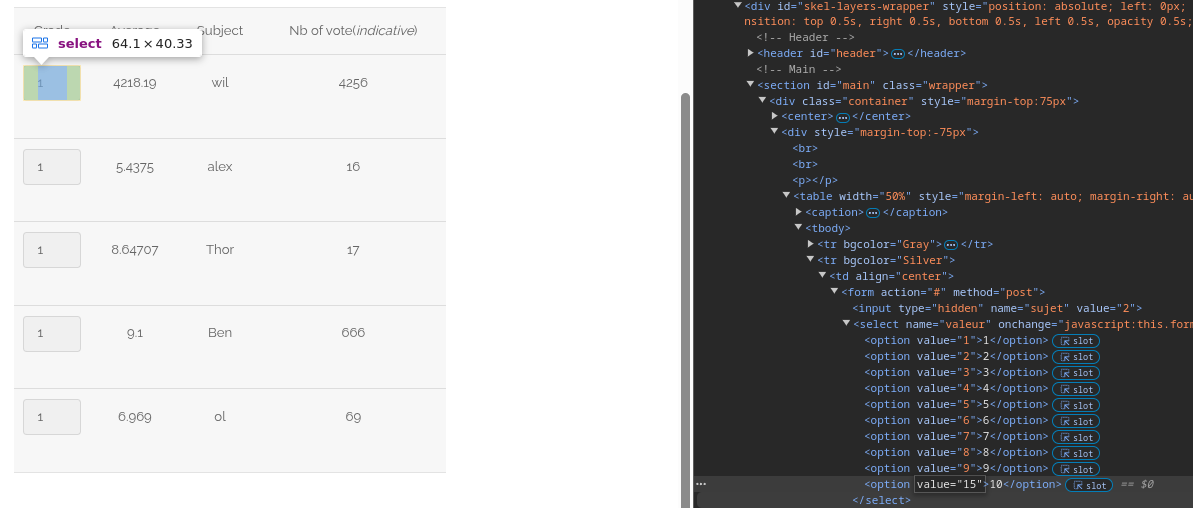 Subject Nb of vote(indicative)
select 64.1 × 40.33
1 4218.19 wil 4256
1 5.4375 alex 16
1 8.64707 Thor 17
1 9.1 Ben 666
1 6.969 ol 69
<div id="skel-layers-wrapper" style="position: absolute; left: 0px;
nsition: top 0.5s, right 0.5s, bottom 0.5s, left 0.5s, opacity 0.5s;
<!-- Header -->
<header id="header"> ⋯ </header>
<!-- Main -->
<section id="main" class="wrapper">
<div class="container" style="margin-top:75px">
<center> ⋯ </center>
<div style="margin-top:-75px">
<br>
<br>
<p></p>
<table width="50%" style="margin-left: auto; margin-right: au
<caption> ⋯ </caption>
<tbody>
<tr bgcolor="Gray"> ⋯ </tr>
<tr bgcolor="Silver">
<td align="center">
<form action="#" method="post">
<input type="hidden" name="sujet" value="2">
<select name="valeur" onchange="javascript:this.form
<option value="1">1</option> slot
<option value="2">2</option> slot
<option value="3">3</option> slot
<option value="4">4</option> slot
<option value="5">5</option> slot
<option value="6">6</option> slot
<option value="7">7</option> slot
<option value="8">8</option> slot
<option value="9">9</option> slot
⋯ <option value="15">10</option> slot == $0
</select>